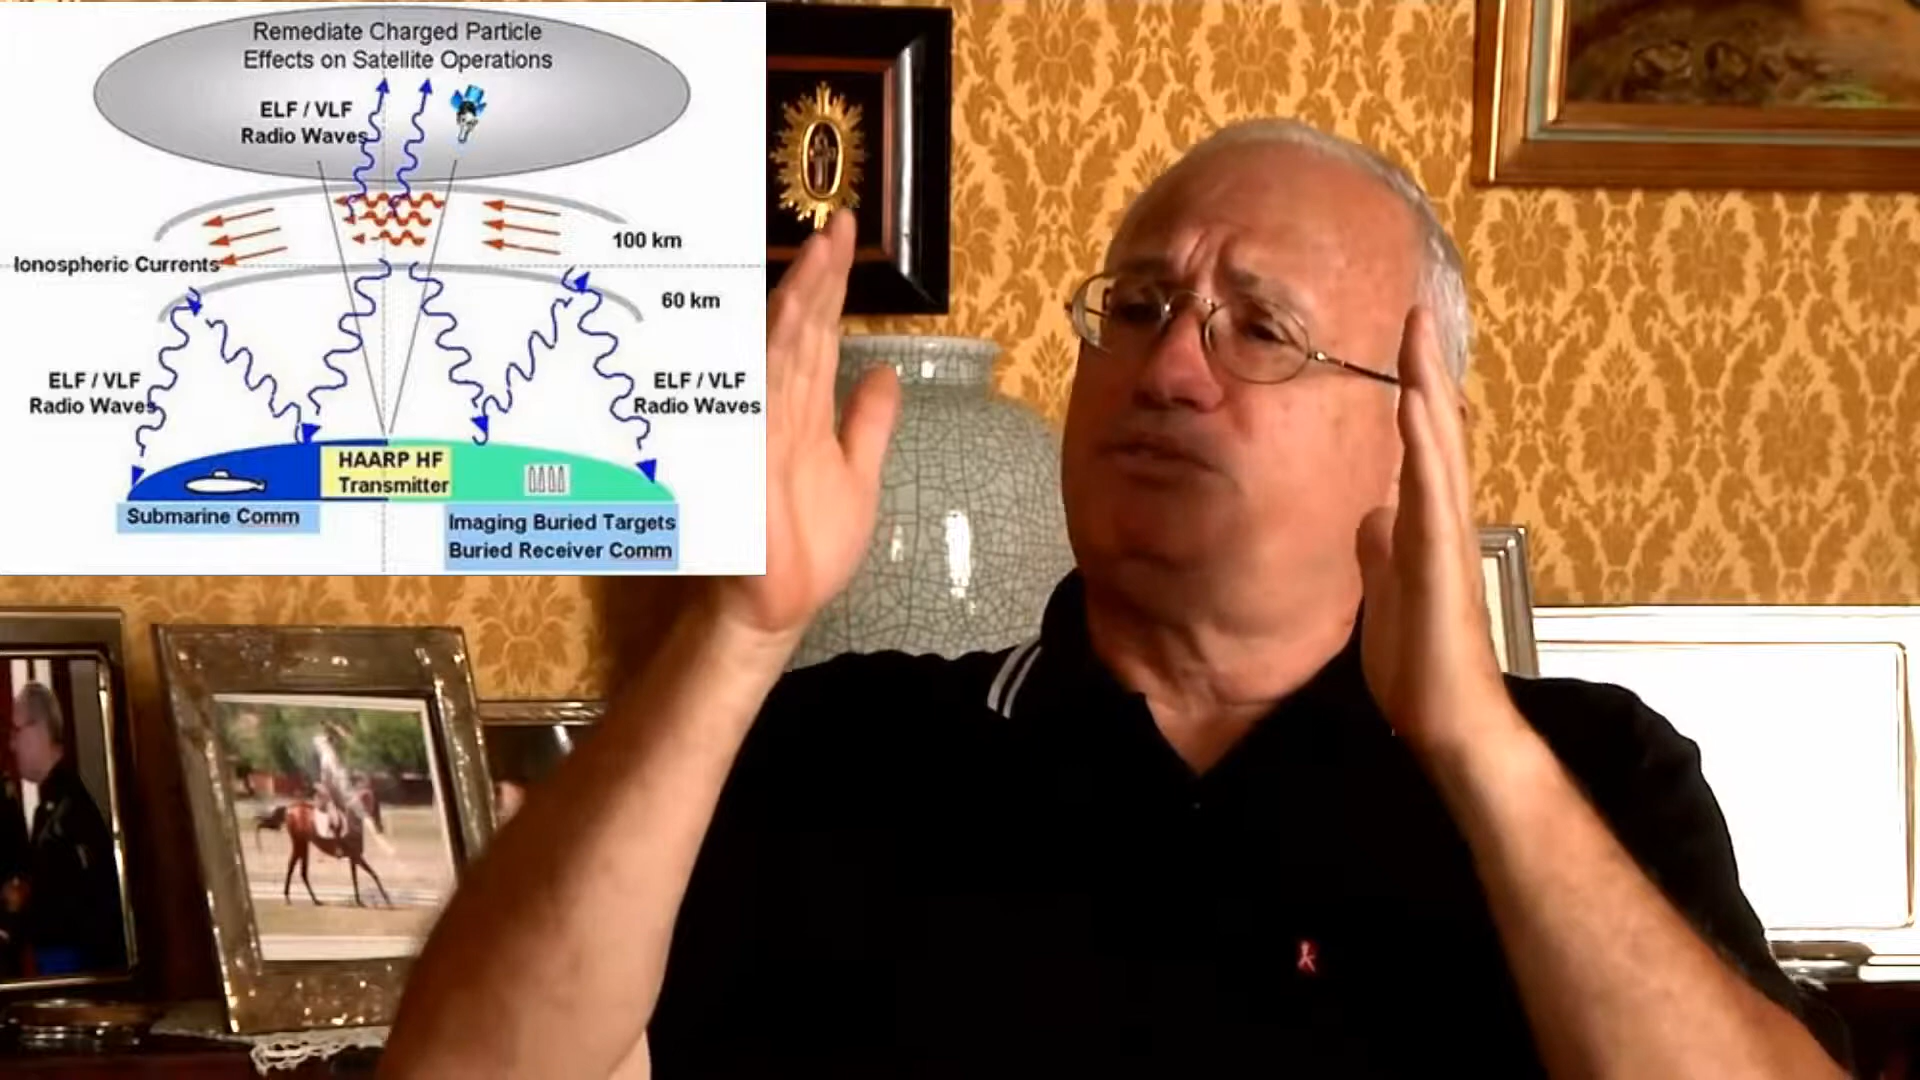 Remediate Charged Particle
Effects on Satellite Operations
ELF / VLF
Radio Waves
100 km
Ionospheric Currents
60 km
ELF / VLF
Radio Waves
ELF / VLF
Radio Waves
HAARP HF
Transmitter
Submarine Comm
Imaging Buried Targets
Buried Receiver Comm